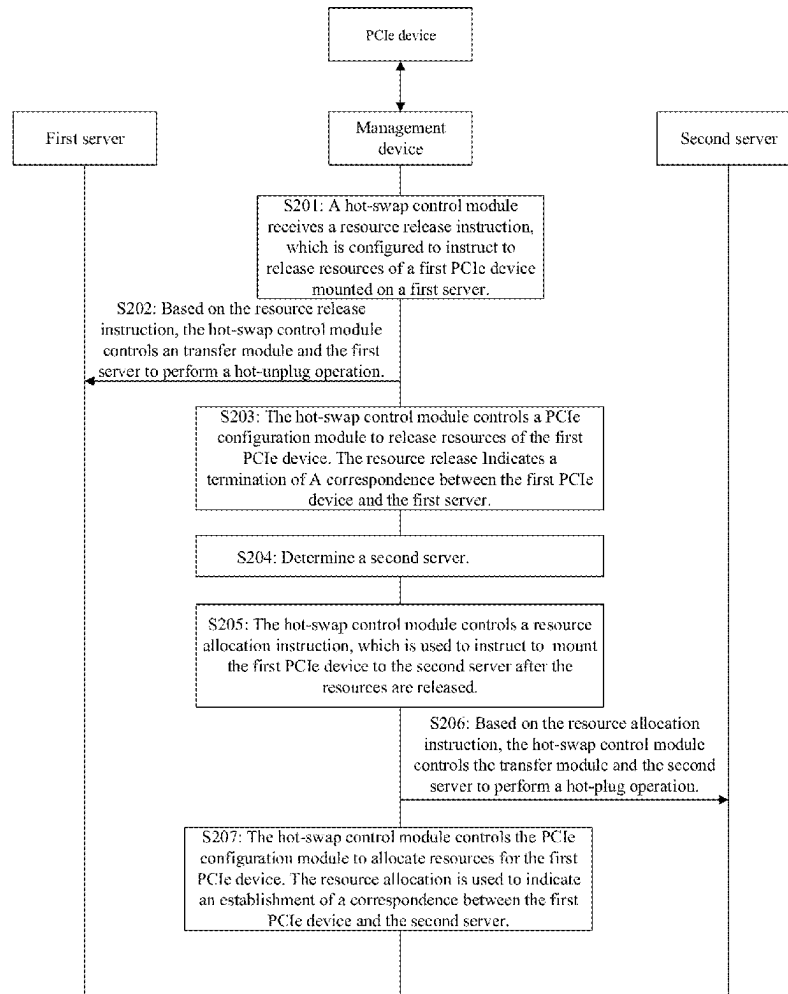 PCIe device
First server
Management
device
Second server
S201: A hot-swap control module
receives a resource release instruction,
which is configured to instruct to
release resources of a first PCIe device
mounted on a first server.
S202: Based on the resource release
instruction, the hot-swap control module
controls an transfer module and the first
server to perform a hot-unplug operation.
S203: The hot-swap control module controls a PCIe
configuration module to release resources of the first
PCIe device. The resource release Indicates a
termination of A correspondence between the first PCIe
device and the first server.
S204: Determine a second server.
S205: The hot-swap control module controls a resource
allocation instruction, which is used to instruct to mount
the first PCIe device to the second server after the
resources are released.
S206: Based on the resource allocation
instruction, the hot-swap control module
controls the transfer module and the second
server to perform a hot-plug operation.
S207: The hot-swap control module controls the PCIe
configuration module to allocate resources for the first
PCIe device. The resource allocation is used to indicate
an establishment of a correspondence between the first
PCIe device and the second server.